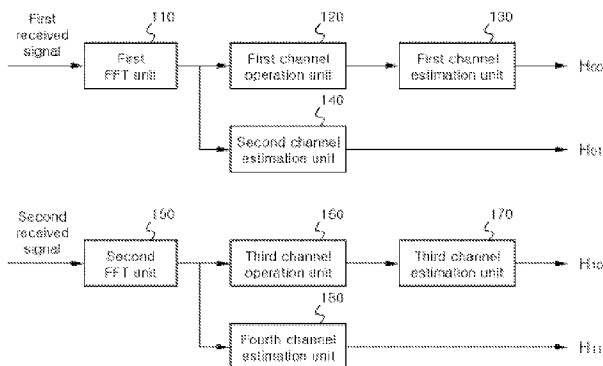 First
received
signal
110
First
FFT unit
120
First channel
operation unit
130
First channel
estimation unit
H00
140
Second channel
estimation unit
H01
Second
received
signal
150
Second
FFT unit
160
Third channel
operation unit
170
Third channel
estimation unit
H10
180
Fourth channel
estimation unit
H11